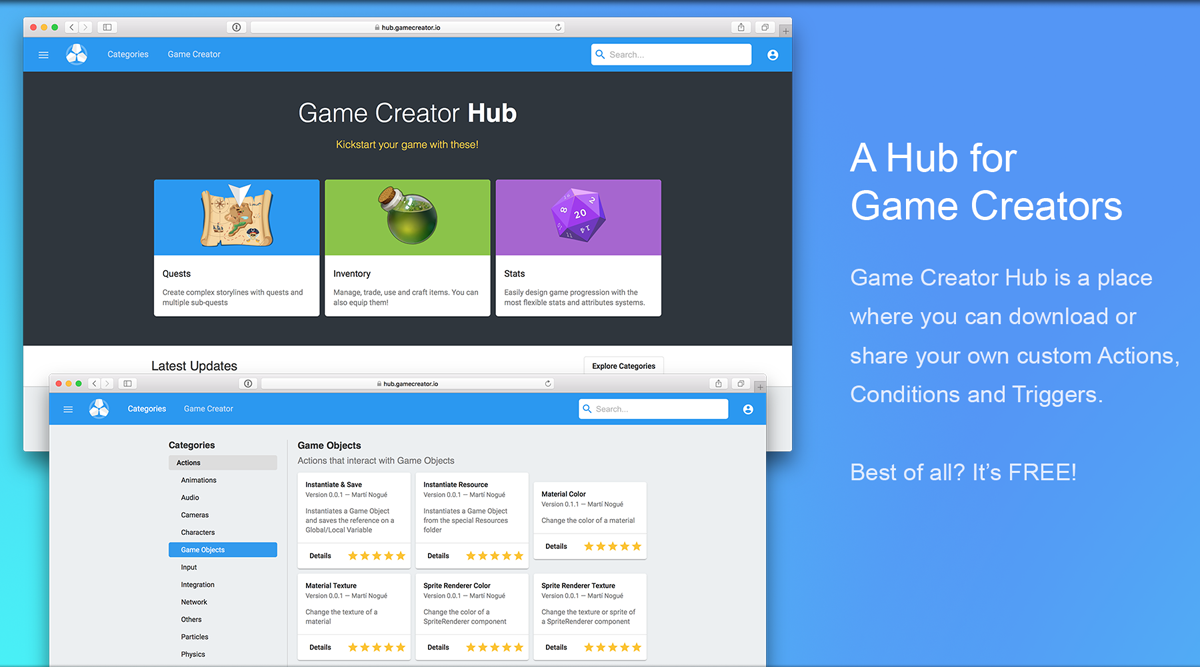 hub.gamecreator.io
Categories
Game Creator
Search...
Game Creator Hub
Kickstart your game with these!
8
20
2
14
Quests
Create complex storylines with quests and
multiple sub-quests
Inventory
Manage, trade, use and craft items. You can
also equip them!
Stats
Easily design game progression with the
most flexible stats and attributes systems.
Latest Updates
Explore Categories
hub.gamecreator.io
Categories
Game Creator
Search...
Categories
Actions
Animations
Audio
Cameras
Characters
Game Objects
Input
Integration
Network
Others
Particles
Physics
Game Objects
Actions that interact with Game Objects
Instantiate & Save
Version 0.0.1 — Martí Nogué
Instantiates a Game Object
and saves the reference on a
Global/Local Variable
Details
Instantiate Resource
Version 0.0.1 — Martí Nogué
Instantiates a Game Object
from the special Resources
folder
Details
Material Color
Version 0.1.1 — Martí Nogué
Change the color of a material
Details
Material Texture
Version 0.0.1 — Martí Nogué
Change the texture of a
material
Details
Sprite Renderer Color
Version 0.0.1 — Martí Nogué
Change the color of a
SpriteRenderer component
Details
Sprite Renderer Texture
Version 0.0.1 — Martí Nogué
Change the texture or sprite of
a SpriteRenderer component
Details
A Hub for
Game Creators
Game Creator Hub is a place
where you can download or
share your own custom Actions,
Conditions and Triggers.
Best of all? It’s FREE!